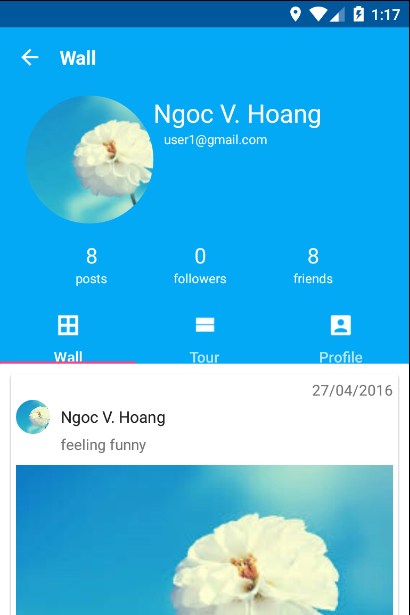 1:17
Wall
Ngoc V. Hoang
user1@gmail.com
8 0 8
posts followers friends
Wall Tour Profile
27/04/2016
Ngoc V. Hoang
feeling funny